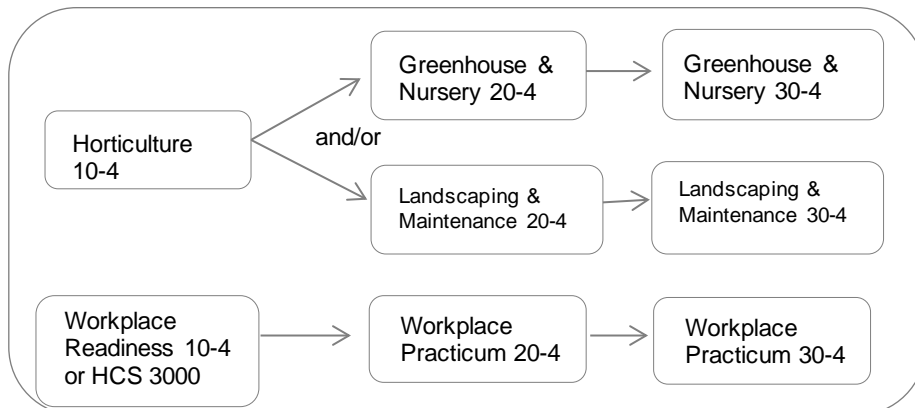 Greenhouse &
Nursery 20-4
Greenhouse &
Nursery 30-4
Horticulture
10-4
and/or
Landscaping &
Maintenance 20-4
Landscaping &
Maintenance 30-4
Workplace
Readiness 10-4
or HCS 3000
Workplace
Practicum 20-4
Workplace
Practicum 30-4